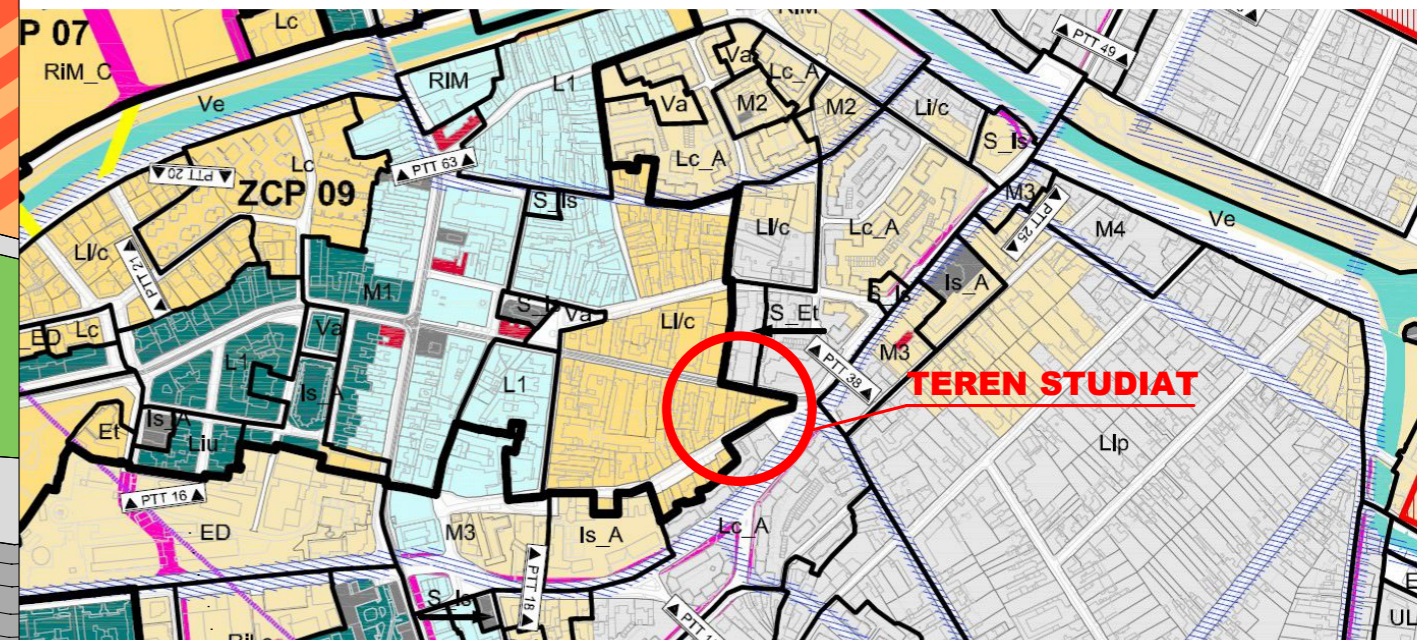 P 07
Lc
RiM_C
Ve
RIM
L1
RIM
Va
Lc_A
Va
M2
M2
Lc_A
Li/c
S_Is
PTT 49
PTT 63
PTT 20
Lc
ZCP 09
S_Is
Ll/c
Lc_A
M3
PTT 25
M4
Ve
Ll/c
PTT 21
M1
Is_A
Va
Va
Ll/c
S_Et
S_Is
M3
PTT 38
ED
Lc
L1
Is_A
L1
TEREN STUDIAT
Et
Is_A
Liu
Llp
PTT 16
ED
M3
Is_A
Lc_A
PTT 18
S_Is
UL